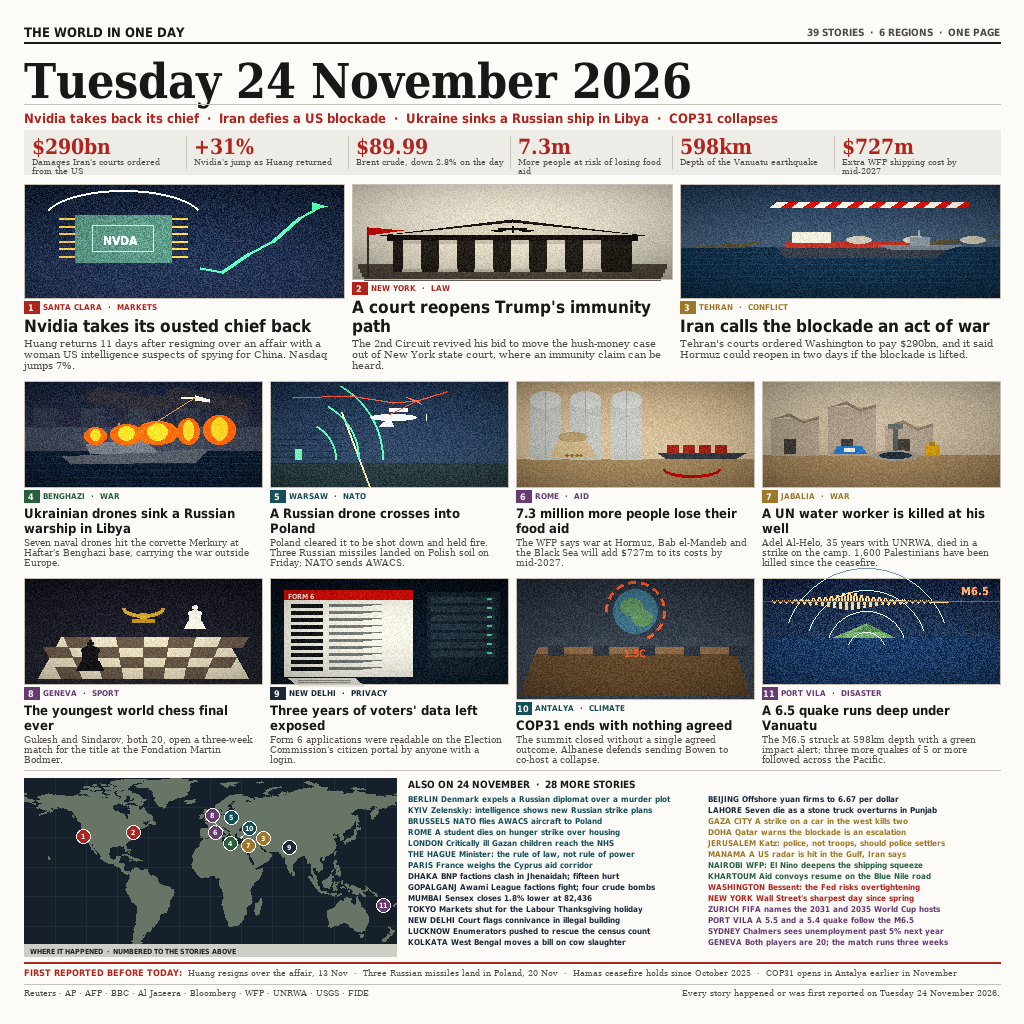 THE WORLD IN ONE DAY
39 STORIES · 6 REGIONS · ONE PAGE
Tuesday 24 November 2026
Nvidia takes back its chief · Iran defies a US blockade · Ukraine sinks a Russian ship in Libya · COP31 collapses
$290bn
Damages Iran's courts ordered
from the US
+31%
Nvidia's jump as Huang returned
$89.99
Brent crude, down 2.8% on the day
7.3m
More people at risk of losing food
aid
598km
Depth of the Vanuatu earthquake
$727m
Extra WFP shipping cost by
mid-2027
NVDA
1 SANTA CLARA · MARKETS
Nvidia takes its ousted chief back
Huang returns 11 days after resigning over an affair with a
woman US intelligence suspects of spying for China. Nasdaq
jumps 7%.
2 NEW YORK · LAW
A court reopens Trump's immunity
path
The 2nd Circuit revived his bid to move the hush-money case
out of New York state court, where an immunity claim can be
heard.
3 TEHRAN · CONFLICT
Iran calls the blockade an act of war
Tehran's courts ordered Washington to pay $290bn, and it said
Hormuz could reopen in two days if the blockade is lifted.
4 BENGHAZI · WAR
Ukrainian drones sink a Russian
warship in Libya
Seven naval drones hit the corvette Merkury at
Haftar's Benghazi base, carrying the war outside
Europe.
5 WARSAW · NATO
A Russian drone crosses into
Poland
Poland cleared it to be shot down and held fire.
Three Russian missiles landed on Polish soil on
Friday; NATO sends AWACS.
6 ROME · AID
7.3 million more people lose their
food aid
The WFP says war at Hormuz, Bab el-Mandeb and
the Black Sea will add $727m to its costs by
mid-2027.
7 JABALIA · WAR
A UN water worker is killed at his
well
Adel Al-Helo, 35 years with UNRWA, died in a
strike on the camp. 1,600 Palestinians have been
killed since the ceasefire.
8 GENEVA · SPORT
The youngest world chess final
ever
Gukesh and Sindarov, both 20, open a three-week
match for the title at the Fondation Martin
Bodmer.
FORM 6
9 NEW DELHI · PRIVACY
Three years of voters' data left
exposed
Form 6 applications were readable on the Election
Commission's citizen portal by anyone with a
login.
1.5C
10 ANTALYA · CLIMATE
COP31 ends with nothing agreed
The summit closed without a single agreed
outcome. Albanese defends sending Bowen to
co-host a collapse.
M6.5
11 PORT VILA · DISASTER
A 6.5 quake runs deep under
Vanuatu
The M6.5 struck at 598km depth with a green
impact alert; three more quakes of 5 or more
followed across the Pacific.
1
2
8
5
6
10
4
7
3
9
11
WHERE IT HAPPENED · NUMBERED TO THE STORIES ABOVE
ALSO ON 24 NOVEMBER · 28 MORE STORIES
BERLIN Denmark expels a Russian diplomat over a murder plot
KYIV Zelenskiy: intelligence shows new Russian strike plans
BRUSSELS NATO flies AWACS aircraft to Poland
ROME A student dies on hunger strike over housing
LONDON Critically ill Gazan children reach the NHS
THE HAGUE Minister: the rule of law, not rule of power
PARIS France weighs the Cyprus aid corridor
DHAKA BNP factions clash in Jhenaidah; fifteen hurt
GOPALGANJ Awami League factions fight; four crude bombs
MUMBAI Sensex closes 1.8% lower at 82,436
TOKYO Markets shut for the Labour Thanksgiving holiday
NEW DELHI Court flags connivance in illegal building
LUCKNOW Enumerators pushed to rescue the census count
KOLKATA West Bengal moves a bill on cow slaughter
BEIJING Offshore yuan firms to 6.67 per dollar
LAHORE Seven die as a stone truck overturns in Punjab
GAZA CITY A strike on a car in the west kills two
DOHA Qatar warns the blockade is an escalation
JERUSALEM Katz: police, not troops, should police settlers
MANAMA A US radar is hit in the Gulf, Iran says
NAIROBI WFP: El Nino deepens the shipping squeeze
KHARTOUM Aid convoys resume on the Blue Nile road
WASHINGTON Bessent: the Fed risks overtightening
NEW YORK Wall Street's sharpest day since spring
ZURICH FIFA names the 2031 and 2035 World Cup hosts
PORT VILA A 5.5 and a 5.4 quake follow the M6.5
SYDNEY Chalmers sees unemployment past 5% next year
GENEVA Both players are 20; the match runs three weeks
FIRST REPORTED BEFORE TODAY: Huang resigns over the affair, 13 Nov · Three Russian missiles land in Poland, 20 Nov · Hamas ceasefire holds since October 2025 · COP31 opens in Antalya earlier in November
Reuters · AP · AFP · BBC · Al Jazeera · Bloomberg · WFP · UNRWA · USGS · FIDE
Every story happened or was first reported on Tuesday 24 November 2026.